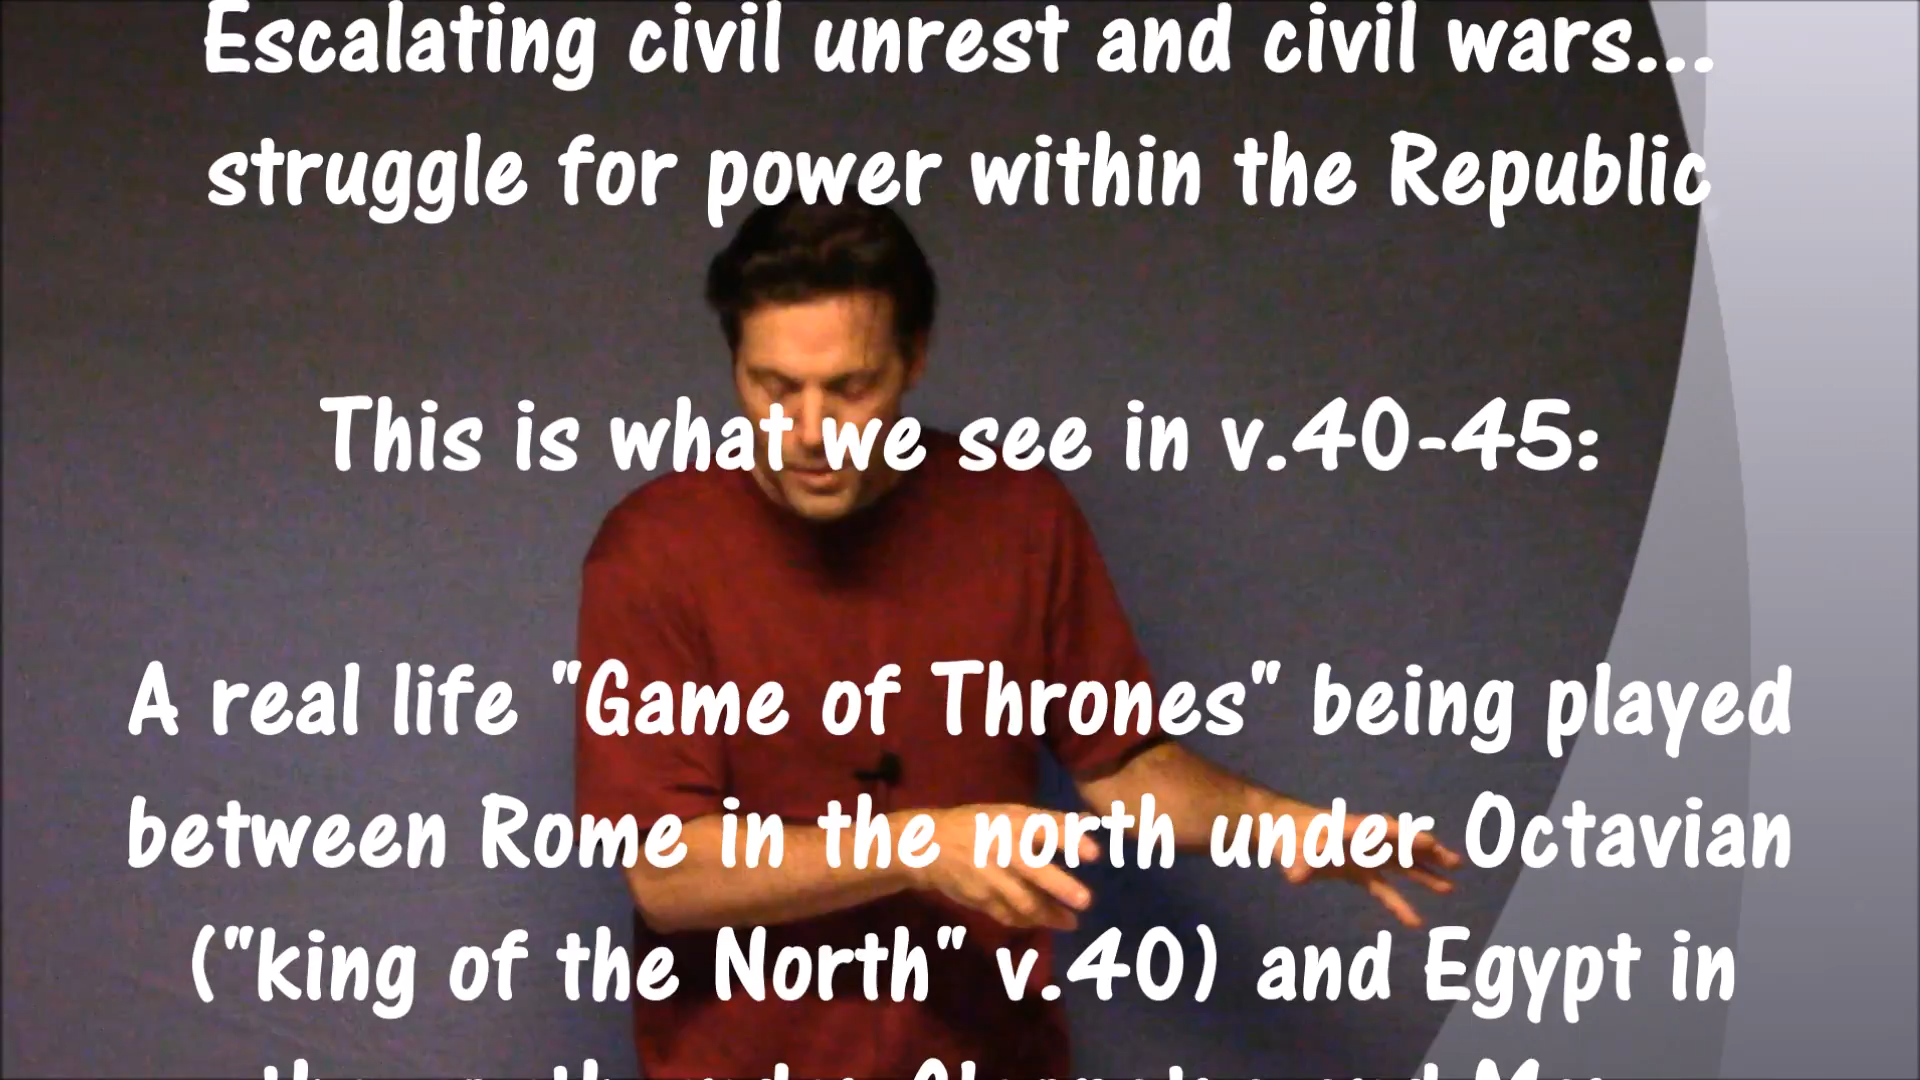 Escalating civil unrest and civil wars...
struggle for power within the Republic
This is what we see in v.40-45:
A real life "Game of Thrones" being played
between Rome in the north under Octavian
("king of the North" v.40) and Egypt in